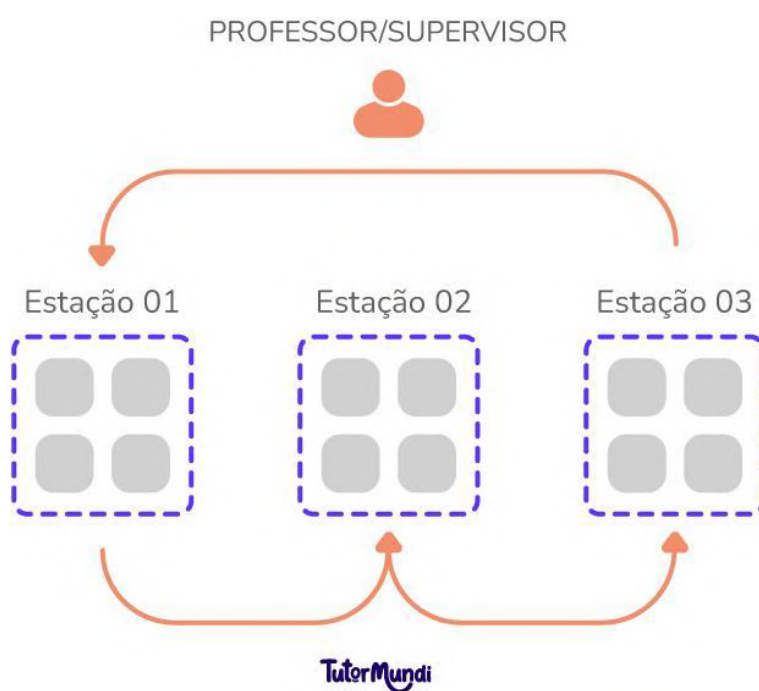 PROFESSOR/SUPERVISOR
Estação 01
Estação 02
Estação 03
TutorMundi